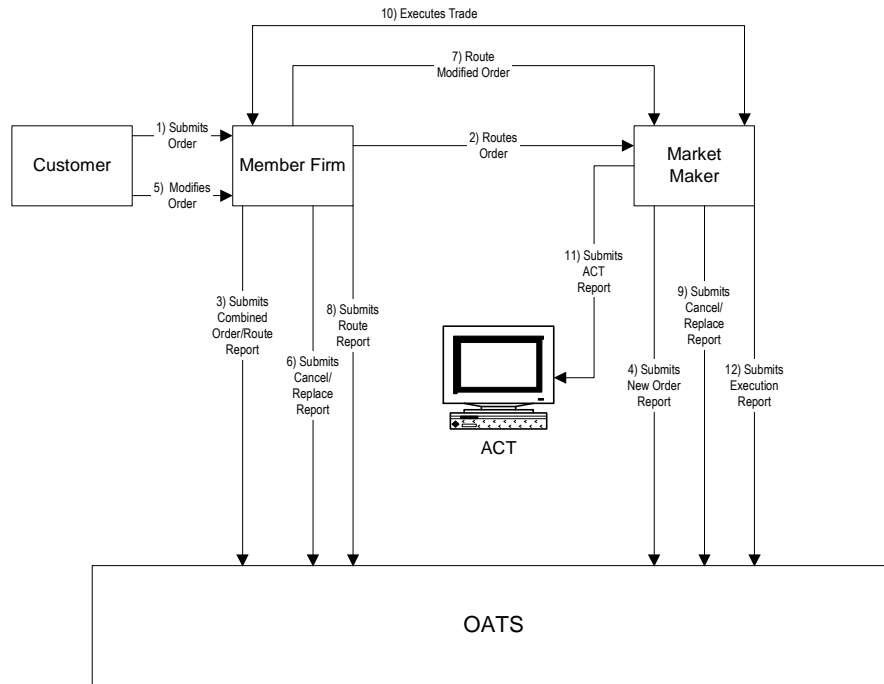 10) Executes Trade
7) Route
Modified Order
1) Submits
Order
2) Routes
Order
Customer
Member Firm
Market
Maker
5) Modifies
Order
11) Submits
ACT
Report
3) Submits
Combined
Order/Route
Report
8) Submits
Route
Report
9) Submits
Cancel/
Replace
Report
6) Submits
Cancel/
Replace
Report
4) Submits
New Order
Report
12) Submits
Execution
Report
ACT
OATS